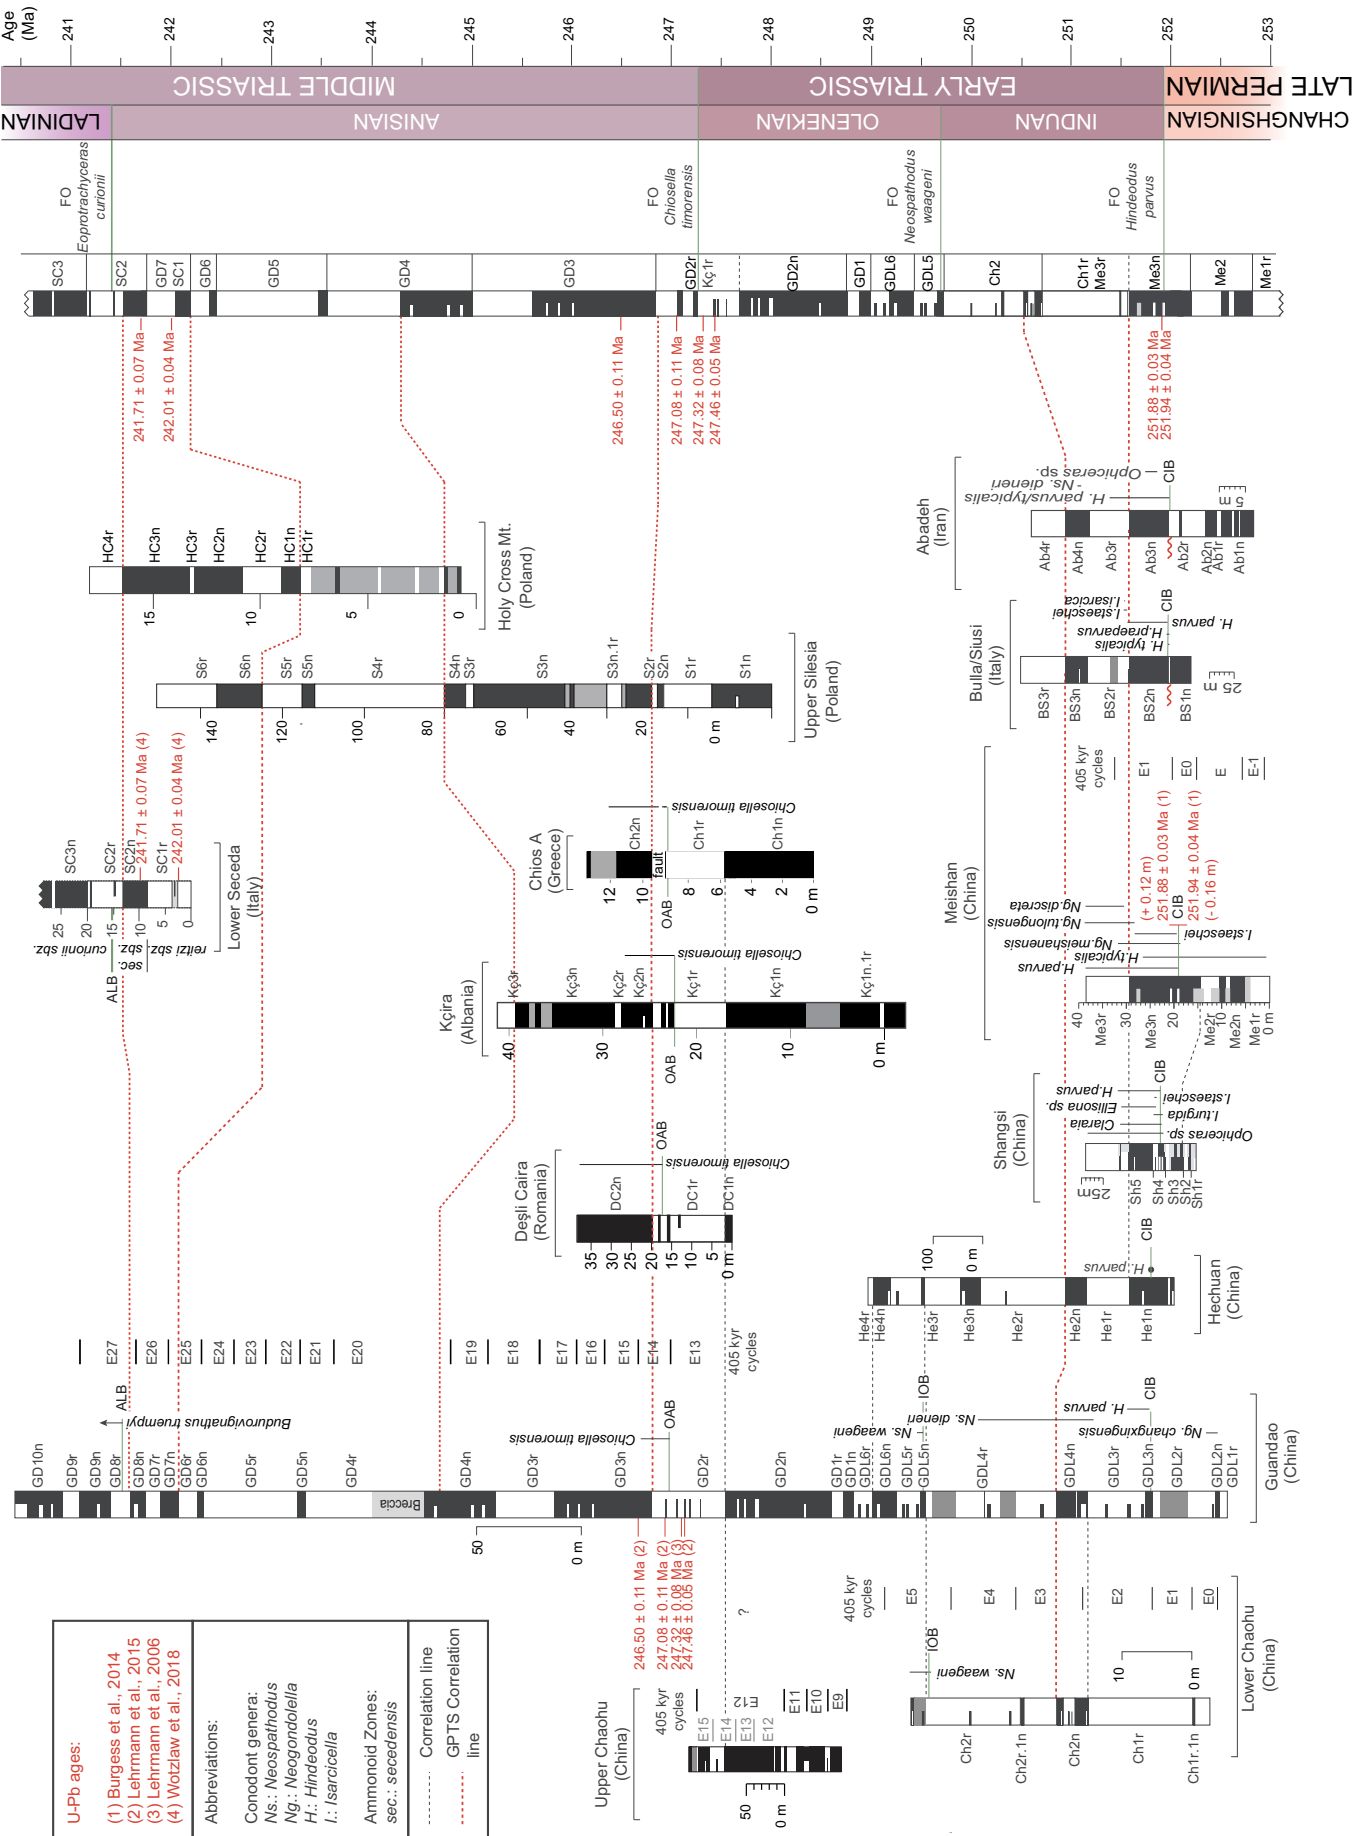 Age
(Ma)
241
242
243
244
245
246
247
248
249
250
251
252
253
MIDDLE TRIASSIC
EARLY TRIASSIC
LATE PERMIAN
LADINIAN
ANISIAN
OLENEKIAN
INDUAN
CHANGHSINGIAN
FO
Eoprotrachyceras
curionii
FO
Chiosella
timorensis
FO
Neospathodus
waageni
FO
Hindeodus
parvus
SC3
SC2
GD7
SC1
GD6
GD5
GD4
GD3
GD2r
Kç1r
GD2n
GD1
GDL6
GDL5
Ch2
Ch1r
Me3r
Me3n
Me2
Me1r
241.71 ± 0.07 Ma
242.01 ± 0.04 Ma
246.50 ± 0.11 Ma
247.08 ± 0.11 Ma
247.32 ± 0.08 Ma
247.46 ± 0.05 Ma
251.88 ± 0.03 Ma
251.94 ± 0.04 Ma
HC4r
HC3n
HC3r
HC2n
HC2r
HC1n
HC1r
15
10
5
0
Holy Cross Mt.
(Poland)
Abadeh
(Iran)
Ophiceras sp.
Ns. dieneri
H. parvus/typicalis
CIB
5 m
Ab4r
Ab4n
Ab3r
Ab3n
Ab2r
Ab2n
Ab1r
Ab1n
S6r
S6n
S5r
S5n
S4r
S4n
S3r
S3n
S3n.1r
S2r
S2n
S1r
S1n
140
120
100
80
60
40
20
0 m
Upper Silesia
(Poland)
Bulla/Siusi
(Italy)
I.isarcica
I.staeschei
H. parvus
H.praeparvus
H. typicalis
CIB
25 m
BS3r
BS3n
BS2r
BS2n
BS1n
241.71 ± 0.07 Ma (4)
242.01 ± 0.04 Ma (4)
SC3n
SC2r
SC2n
SC1r
25
20
15
10
5
0
curionii sbz.
sec. sbz.
reitzi sbz.
ALB
Lower Seceda
(Italy)
Chios A
(Greece)
Chiosella timorensis
Ch2n
fault
Ch1r
Ch1n
12
10
8
6
4
2
0 m
OAB
Meishan
(China)
405 kyr
cycles
E1
E0
E
E-1
(+ 0.12 m)
251.88 ± 0.03 Ma (1)
CIB
251.94 ± 0.04 Ma (1)
(- 0.16 m)
Ng.discreta
Ng.tulongensis
I.staeschei
Ng.meishanensis
H.typicalis
H.parvus
40
30
20
10
0 m
Me3r
Me3n
Me2r
Me2n
Me1r
Kçira
(Albania)
Chiosella timorensis
Kç3r
Kç3n
Kç2r
Kç2n
Kç1r
Kç1n
Kç1n.1r
40
30
20
10
0 m
OAB
Shangsi
(China)
CIB
H.parvus
I.staeschei
Ellisona sp.
I.turgida
Claraia
Ophiceras sp.
25m
Sh5
Sh4
Sh3
Sh2
Sh1r
Deşli Caira
(Romania)
OAB
Chiosella timorensis
DC2n
DC1r
DC1n
35
30
25
20
15
10
5
0 m
Hechuan
(China)
CIB
H. parvus
100
0 m
He4r
He4n
He3r
He3n
He2r
He2n
He1r
He1n
E27
E26
E25
E24
E23
E22
E21
E20
E19
E18
E17
E16
E15
E14
E13
405 kyr
cycles
ALB
Budurovignathus truempyi
OAB
Chiosella timorensis
IOB
Ns. waageni
Ns. dieneri
H. parvus
CIB
Ng. changxingensis
GD10n
GD9r
GD9n
GD8r
GD8n
GD7r
GD7n
GD6r
GD6n
GD5r
GD5n
GD4r
GD4n
GD3r
GD3n
GD2r
GD2n
GD1r
GD1n
GDL6r
GDL6n
GDL5r
GDL5n
GDL4r
GDL4n
GDL3r
GDL3n
GDL2r
GDL2n
GDL1r
Breccia
50
0 m
Guandao
(China)
246.50 ± 0.11 Ma (2)
247.08 ± 0.11 Ma (2)
247.32 ± 0.08 Ma (3)
247.46 ± 0.05 Ma (2)
?
405 kyr
cycles
E5
E4
E3
E2
E1
E0
IOB
Ns. waageni
10
0 m
Ch2r
Ch2r. 1n
Ch2n
Ch1r
Ch1r. 1n
Lower Chaohu
(China)
Upper Chaohu
(China)
405 kyr
cycles
E15
E14
E13
E12
E12
E11
E10
E9
50
0 m
U-Pb ages:
(1) Burgess et al., 2014
(2) Lehrmann et al., 2015
(3) Lehrmann et al., 2006
(4) Wotzlaw et al., 2018
Abbreviations:
Conodont genera:
Ns.: Neospathodus
Ng.: Neogondolella
H.: Hindeodus
I.: Isarcicella
Ammonoid Zones:
sec.: secedensis
Correlation line
GPTS Correlation
line